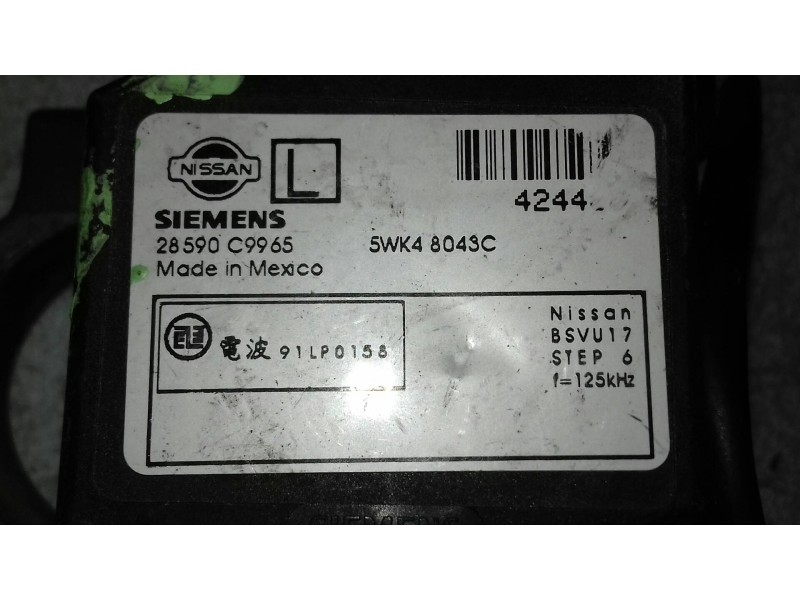 NISSAN
L
4244
SIEMENS
28590 C9965
5WK4 8043C
Made in Mexico
電波 91LP0158
Nissan
BSVU17
STEP 6
f=125kHz